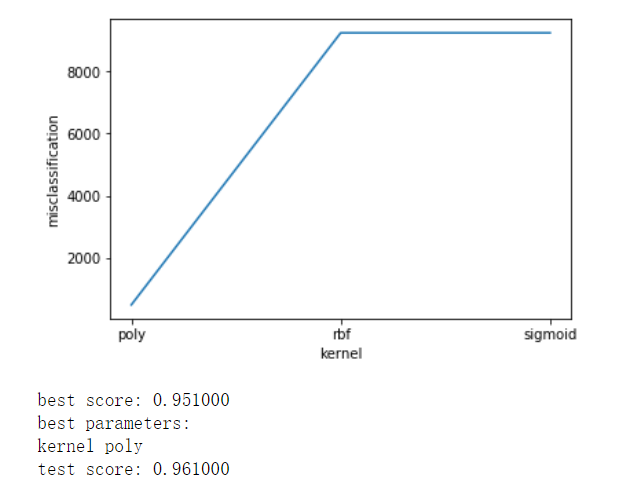 8000
6000
4000
2000
misclassification
poly rbf sigmoid
kernel
best score: 0.951000
best parameters:
kernel poly
test score: 0.961000